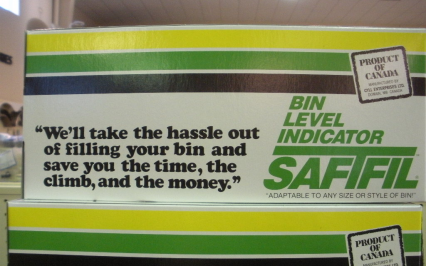 PRODUCT
OF
CANADA
BIN
LEVEL
INDICATOR
SAFTFIL
"ADAPTABLE TO ANY SIZE OR STYLE OF BIN"
“We’ll take the hassle out
of filling your bin and
save you the time, the
climb, and the money.”
PRODUCT
OF
CANADA